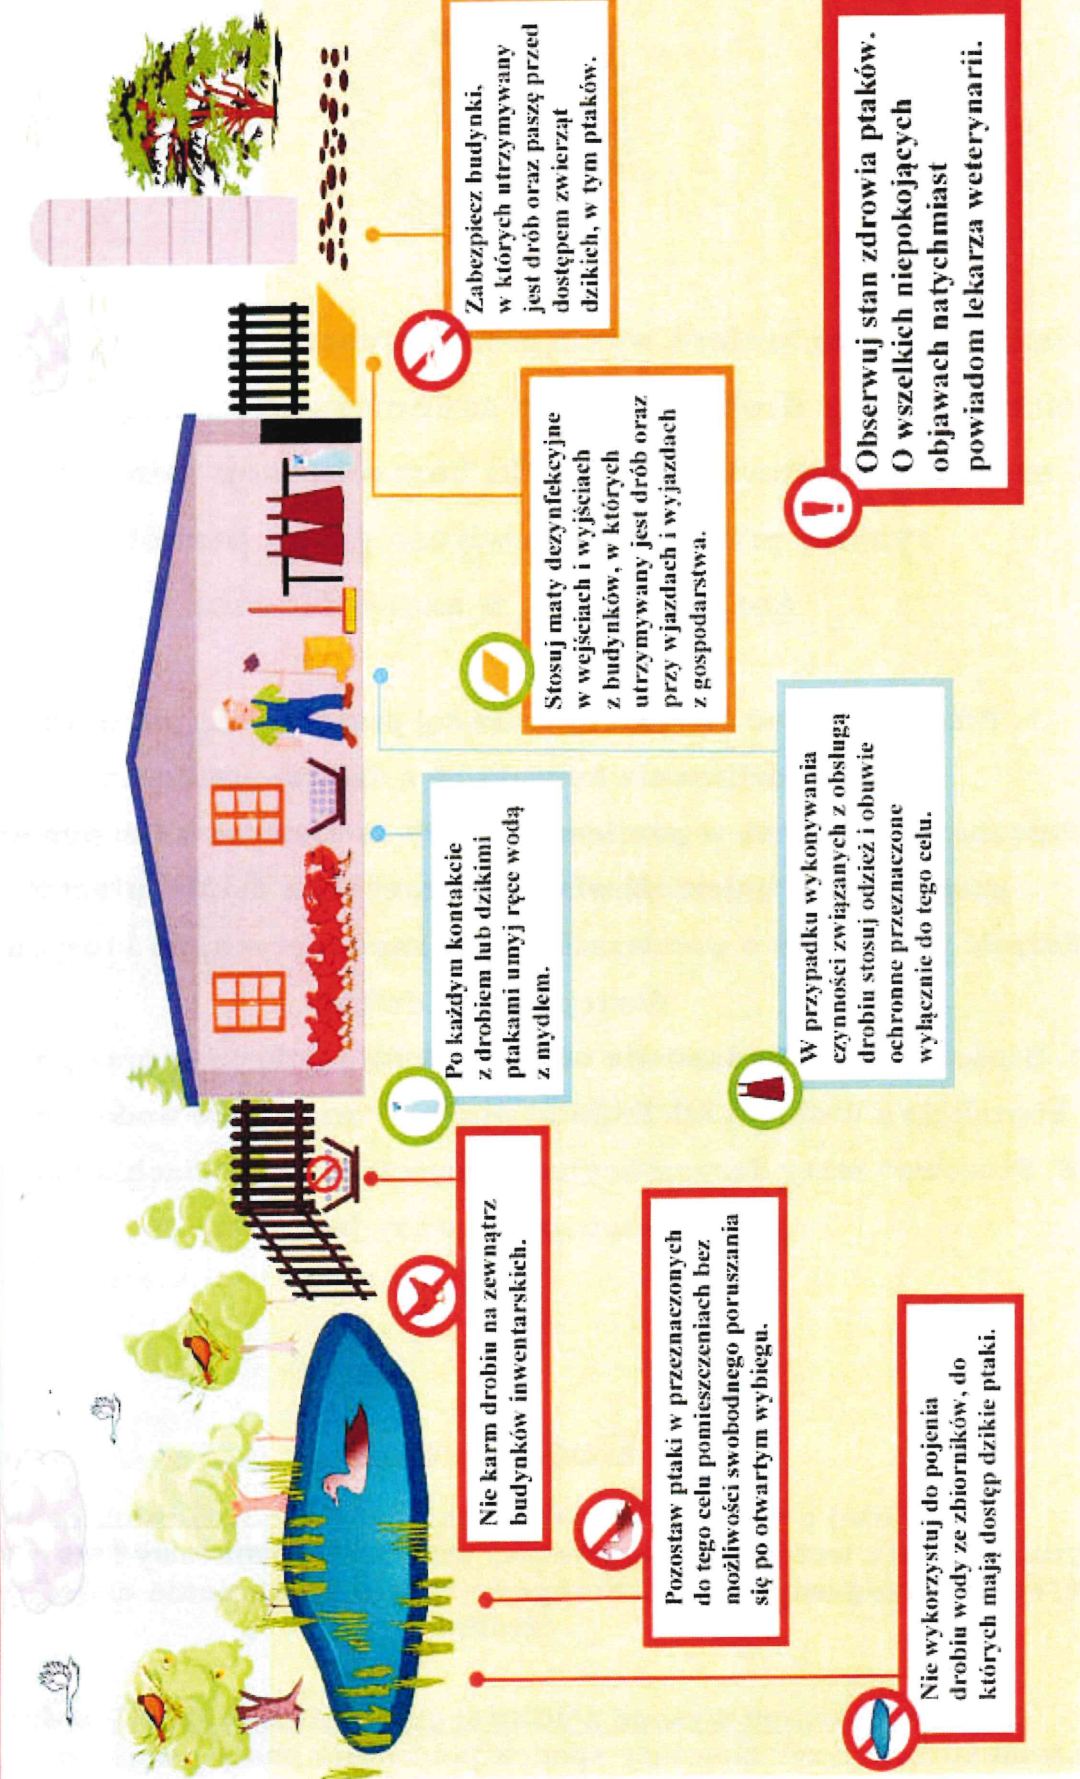 Nie wykorzystuj do pojenia
drobiu wody ze zbiorników, do
których mają dostęp dzikie ptaki.
Pozostaw ptaki w przeznaczonych
do tego celu pomieszczeniach bez
możliwości swobodnego poruszania
się po otwartym wybiegu.
Nie karm drobiu na zewnątrz
budynków inwentarskich.
Po każdym kontakcie
z drobiem lub dzikimi
ptakami umyj ręce wodą
z mydłem.
W przypadku wykonywania
czynności związanych z obsługą
drobiu stosuj odzież i obuwie
ochronne przeznaczone
wyłącznie do tego celu.
Stosuj maty dezynfekcyjne
w wejściach i wyjściach
z budynków, w których
utrzymywany jest drób oraz
przy wjazdach i wyjazdach
z gospodarstwa.
Zabezpiecz budynki,
w których utrzymywany
jest drób oraz paszę przed
dostępem zwierząt
dzikich, w tym ptaków.
Obserwuj stan zdrowia ptaków.
O wszelkich niepokojących
objawach natychmiast
powiadom lekarza weterynarii.